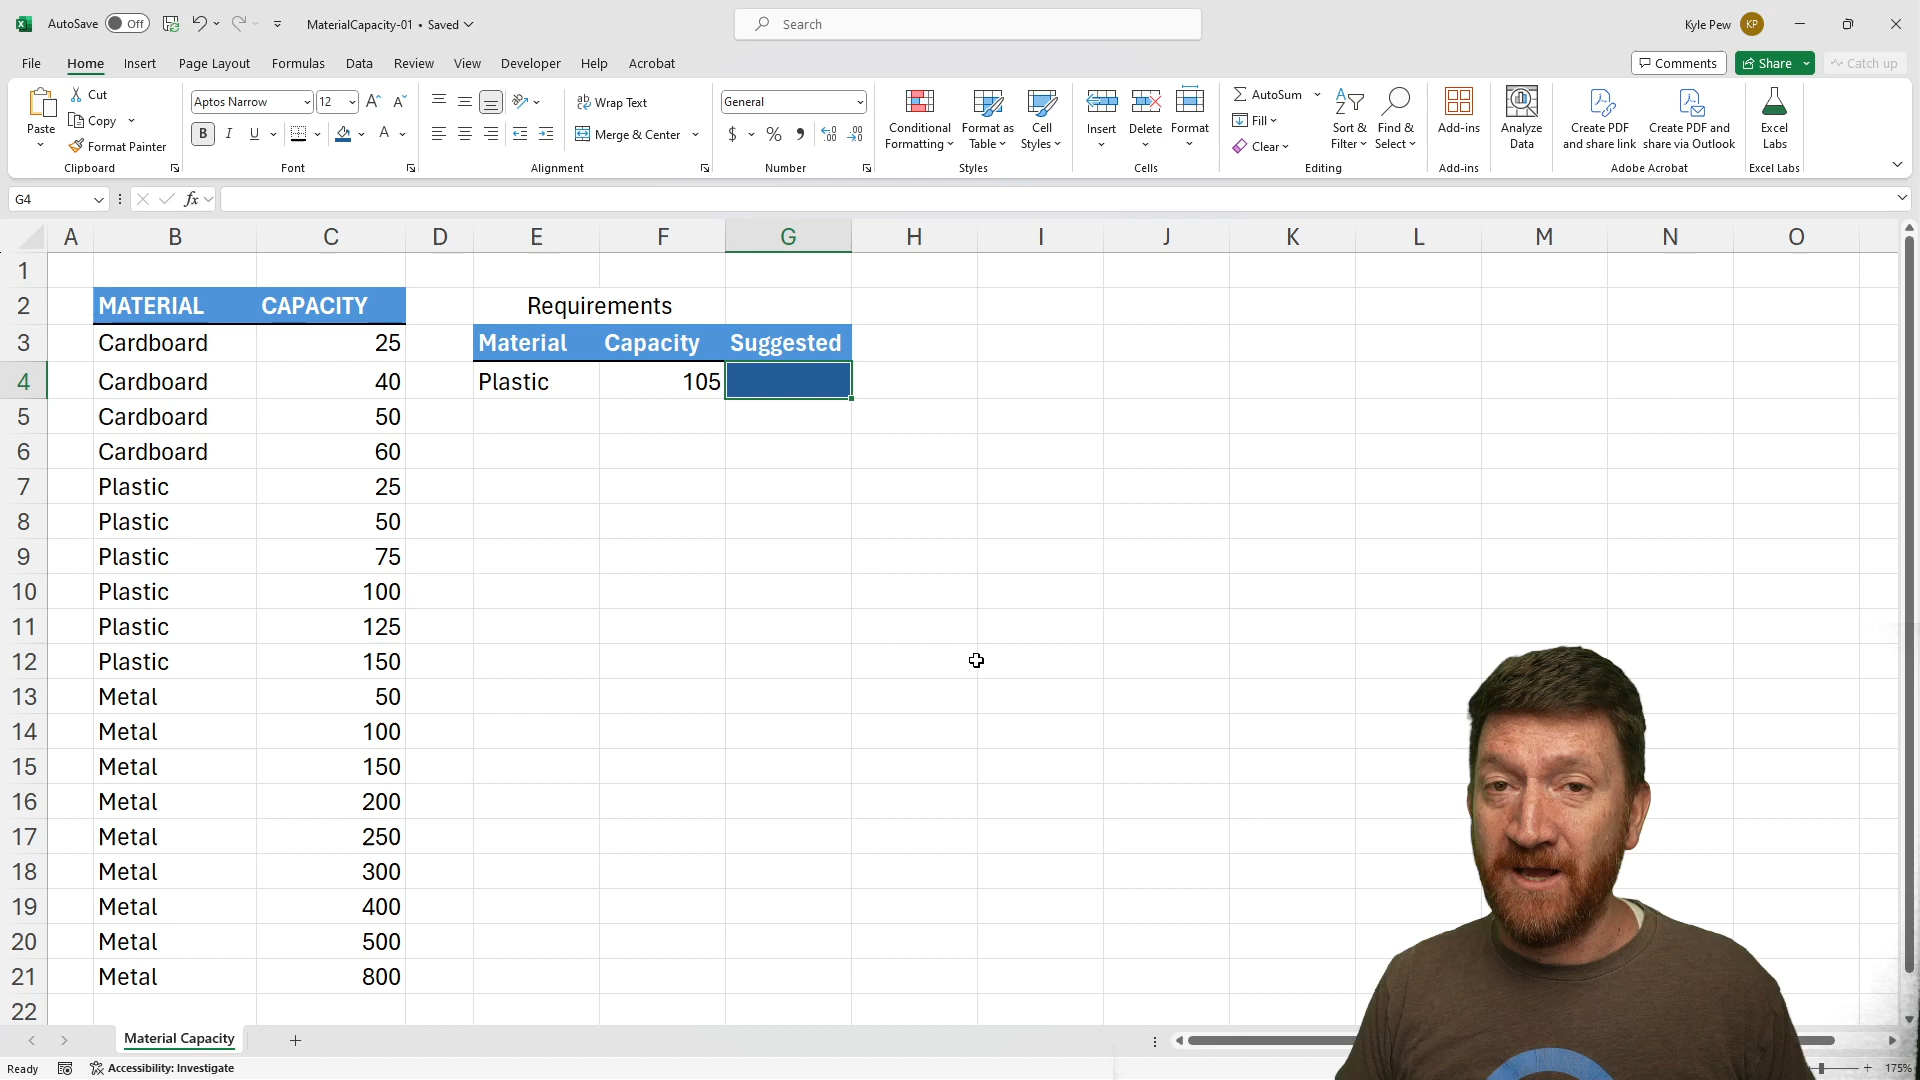 AutoSave Off MaterialCapacity-01 • Saved Search Kyle Pew KP
File Home Insert Page Layout Formulas Data Review View Developer Help Acrobat Comments Share Catch up
Paste Cut Copy Format Painter Clipboard
Aptos Narrow 12 B I U A Font
ab Wrap Text Merge & Center Alignment
General $ % Number
Conditional Formatting Format as Table Cell Styles Styles
Insert Delete Format Cells
AutoSum Fill Clear Sort & Filter Find & Select Editing
Add-ins Add-ins
Analyze Data
Create PDF and share link Create PDF and share via Outlook Adobe Acrobat
Excel Labs Excel Labs
G4 fx
A B C D E F G H I J K L M N O
1
2 MATERIAL CAPACITY Requirements
3 Cardboard 25 Material Capacity Suggested
4 Cardboard 40 Plastic 105
5 Cardboard 50
6 Cardboard 60
7 Plastic 25
8 Plastic 50
9 Plastic 75
10 Plastic 100
11 Plastic 125
12 Plastic 150
13 Metal 50
14 Metal 100
15 Metal 150
16 Metal 200
17 Metal 250
18 Metal 300
19 Metal 400
20 Metal 500
21 Metal 800
22
Material Capacity
Ready Accessibility: Investigate 175%